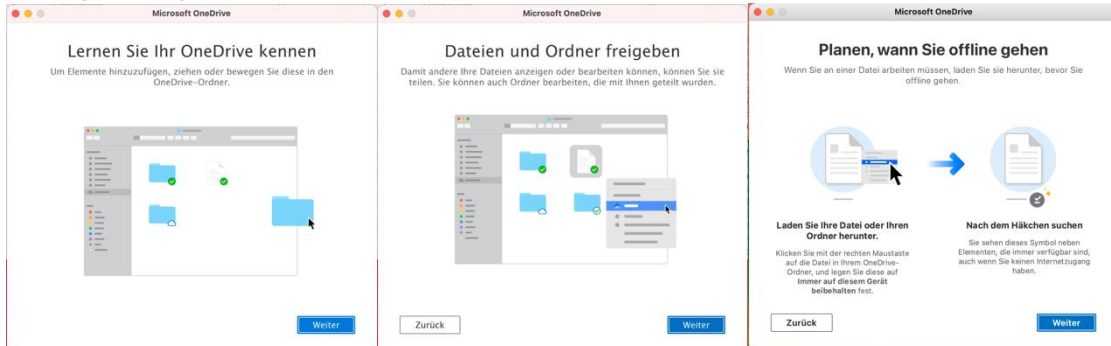 Microsoft OneDrive
Lernen Sie Ihr OneDrive kennen
Um Elemente hinzuzufügen, ziehen oder bewegen Sie diese in den
OneDrive-Ordner.
Weiter
Microsoft OneDrive
Dateien und Ordner freigeben
Damit andere Ihre Dateien anzeigen oder bearbeiten können, können Sie sie
teilen. Sie können auch Ordner bearbeiten, die mit Ihnen geteilt wurden.
Zurück
Weiter
Microsoft OneDrive
Planen, wann Sie offline gehen
Wenn Sie an einer Datei arbeiten müssen, laden Sie sie herunter, bevor Sie
offline gehen.
Laden Sie Ihre Datei oder Ihren
Ordner herunter.
Klicken Sie mit der rechten Maustaste
auf die Datei in Ihrem OneDrive-
Ordner, und legen Sie diese auf
Immer auf diesem Gerät
beibehalten fest.
Nach dem Häkchen suchen
Sie sehen dieses Symbol neben
Elementen, die immer verfügbar sind,
auch wenn Sie keinen Internetzugang
haben.
Zurück
Weiter